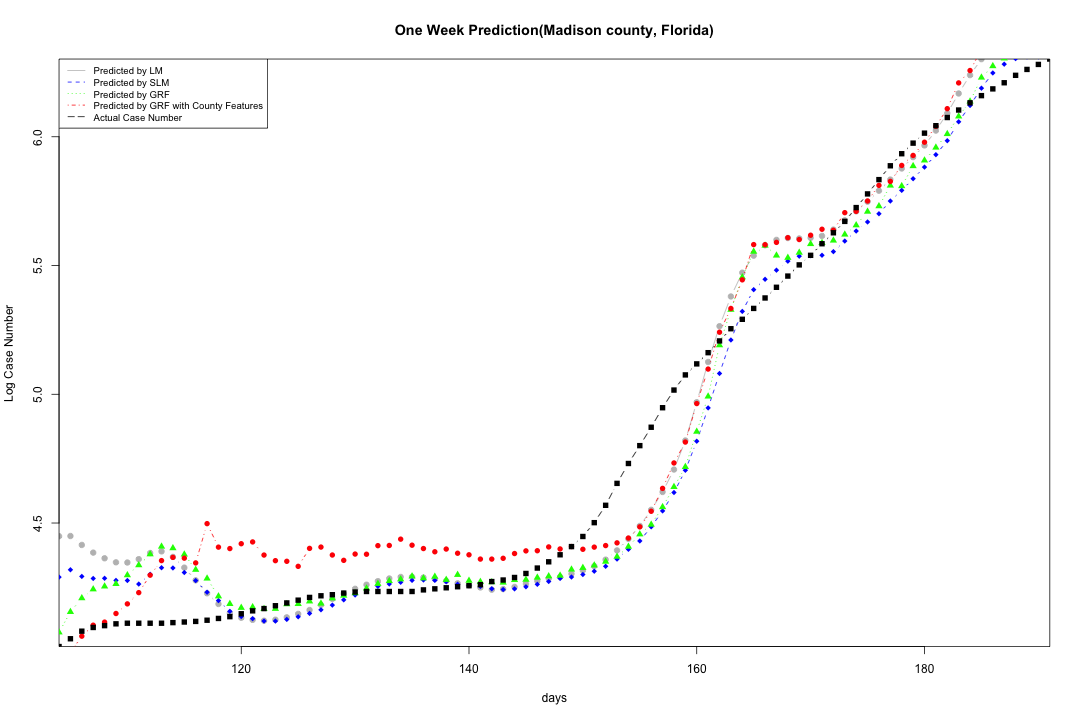 One Week Prediction(Madison county, Florida)
Predicted by LM
Predicted by SLM
Predicted by GRF
Predicted by GRF with County Features
Actual Case Number
6.0
5.5
5.0
4.5
Log Case Number
120 140 160 180
days